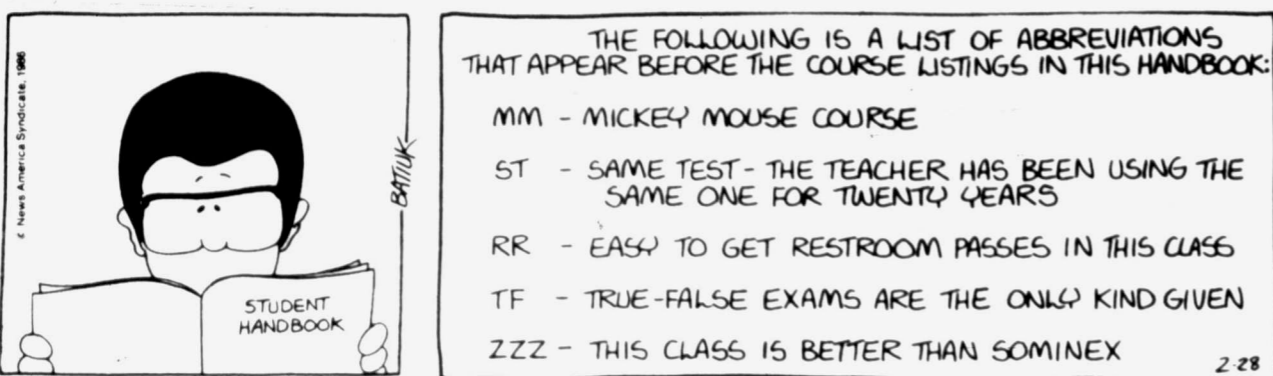 © News America Syndicate, 1986
BATIUK
STUDENT
HANDBOOK
THE FOLLOWING IS A LIST OF ABBREVIATIONS
THAT APPEAR BEFORE THE COURSE LISTINGS IN THIS HANDBOOK:
MM - MICKEY MOUSE COURSE
ST - SAME TEST - THE TEACHER HAS BEEN USING THE
SAME ONE FOR TWENTY YEARS
RR - EASY TO GET RESTROOM PASSES IN THIS CLASS
TF - TRUE-FALSE EXAMS ARE THE ONLY KIND GIVEN
ZZZ - THIS CLASS IS BETTER THAN SOMINEX
2-28